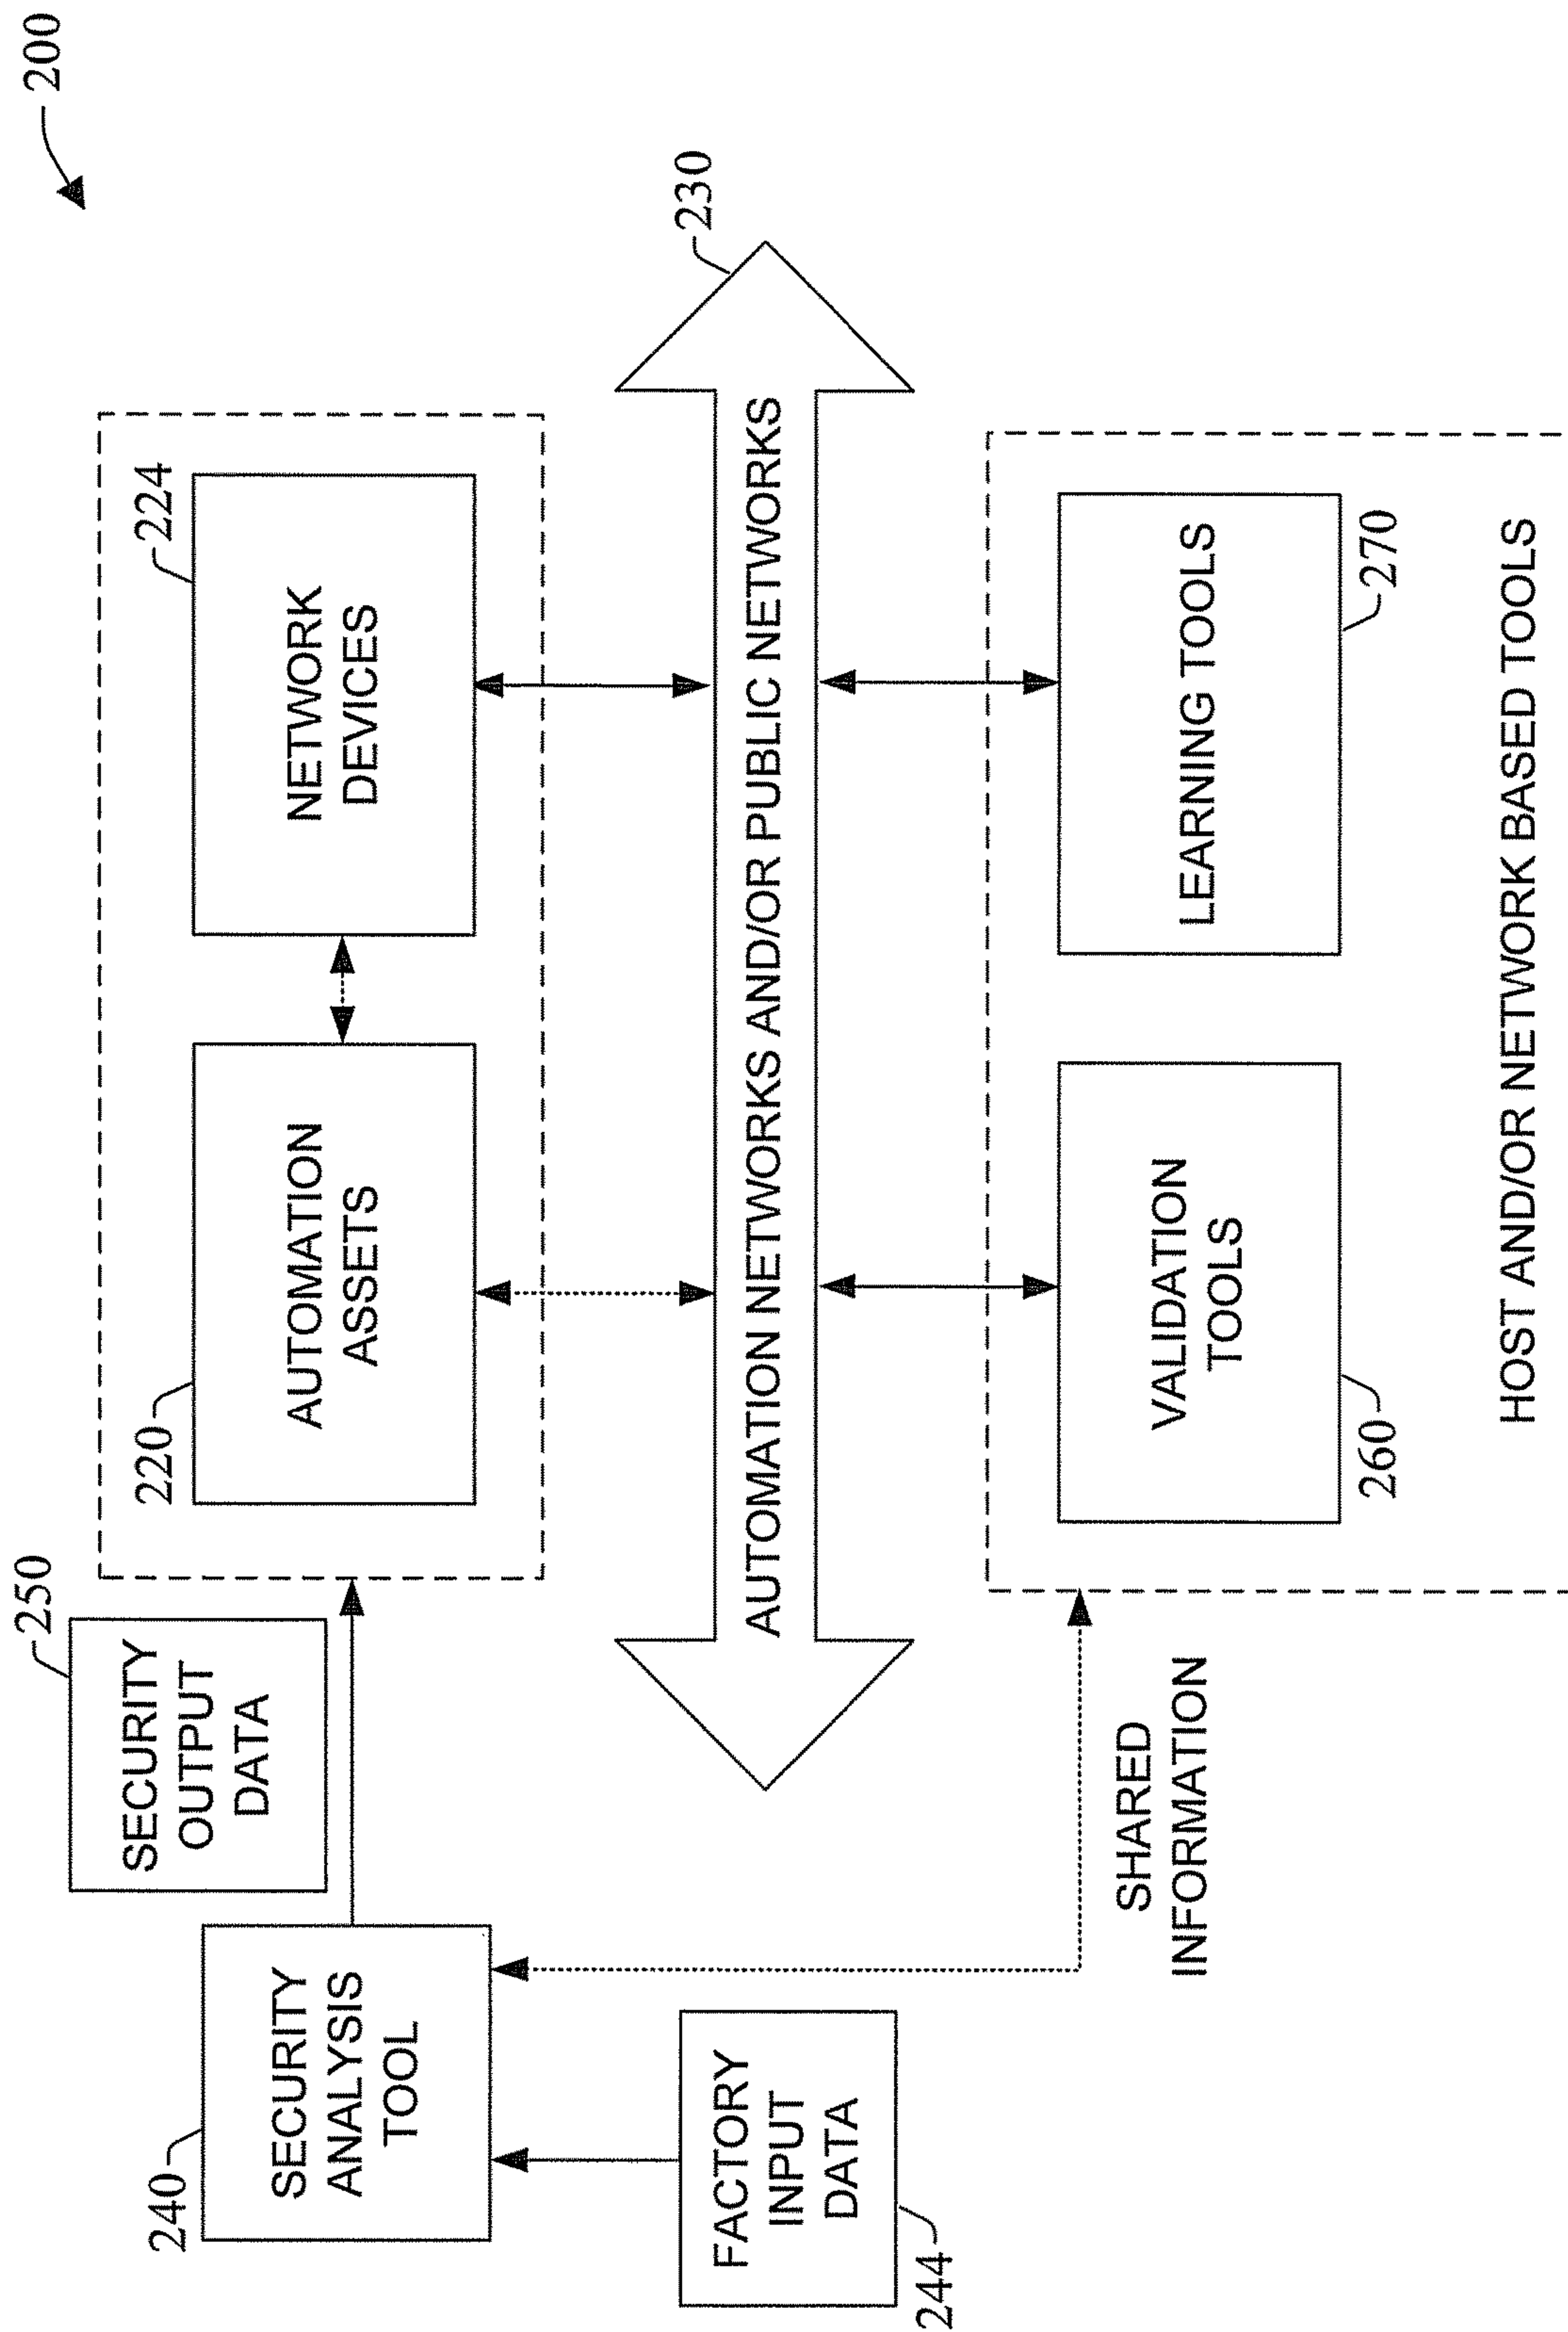 200
250
SECURITY
OUTPUT
DATA
240
SECURITY
ANALYSIS
TOOL
220
AUTOMATION
ASSETS
224
NETWORK
DEVICES
230
AUTOMATION NETWORKS AND/OR PUBLIC NETWORKS
FACTORY
INPUT
DATA
244
SHARED
INFORMATION
VALIDATION
TOOLS
260
LEARNING TOOLS
270
HOST AND/OR NETWORK BASED TOOLS